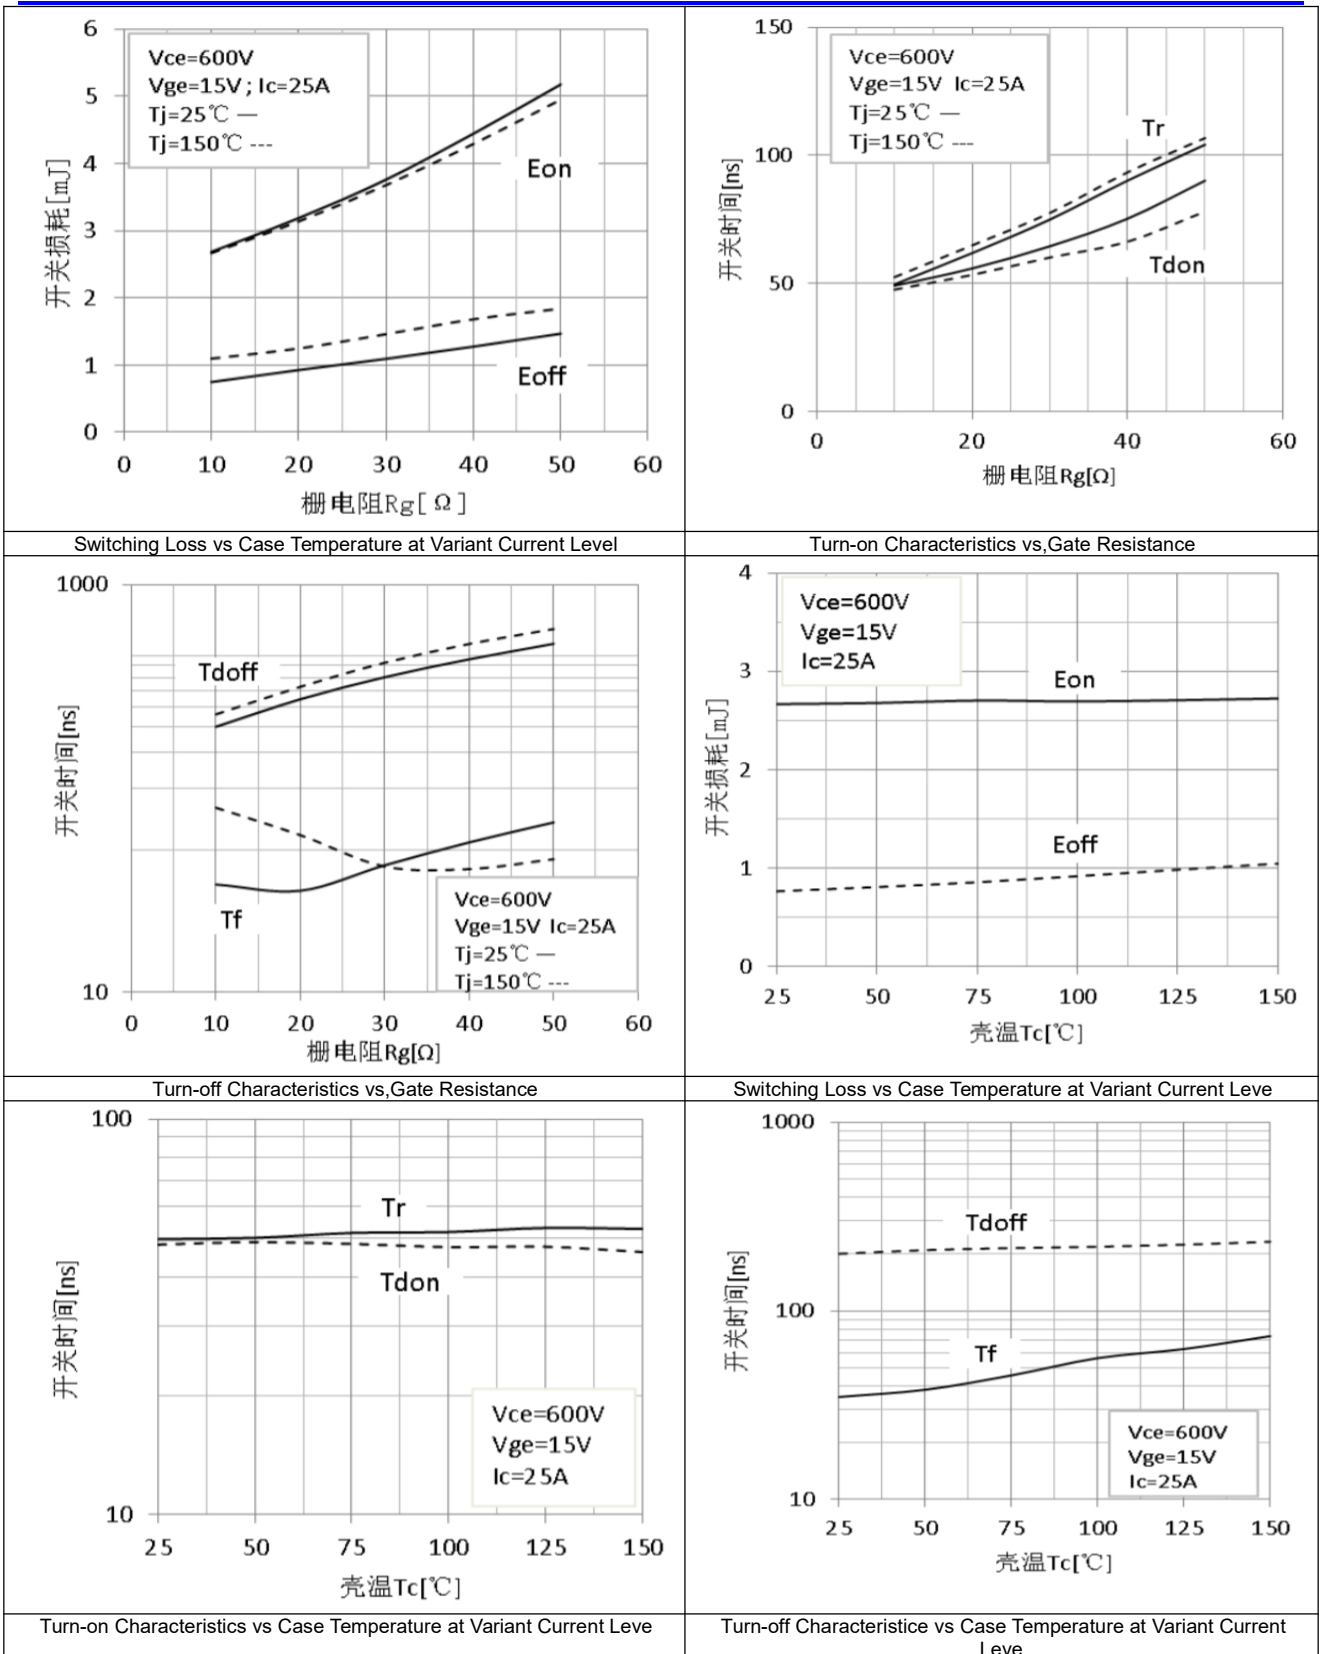 6
5
4
3
2
1
0
Vce=600V
Vge=15V ; Ic=25A
Tj=25℃ —
Tj=150℃ ---
Eon
Eoff
开关损耗[mJ]
0 10 20 30 40 50 60
栅电阻Rg[ Ω ]
Switching Loss vs Case Temperature at Variant Current Level
150
100
50
0
Vce=600V
Vge=15V Ic=25A
Tj=25℃ —
Tj=150℃ ---
Tr
Tdon
开关时间[ns]
0 20 40 60
栅电阻Rg[Ω]
Turn-on Characteristics vs,Gate Resistance
1000
10
Tdoff
Tf
Vce=600V
Vge=15V Ic=25A
Tj=25℃ —
Tj=150℃ ---
开关时间[ns]
0 10 20 30 40 50 60
栅电阻Rg[Ω]
Turn-off Characteristics vs,Gate Resistance
4
3
2
1
0
Vce=600V
Vge=15V
Ic=25A
Eon
Eoff
开关损耗[mJ]
25 50 75 100 125 150
壳温Tc[℃]
Switching Loss vs Case Temperature at Variant Current Leve
100
10
Tr
Tdon
Vce=600V
Vge=15V
Ic=25A
开关时间[ns]
25 50 75 100 125 150
壳温Tc[℃]
Turn-on Characteristics vs Case Temperature at Variant Current Leve
1000
100
10
Tdoff
Tf
Vce=600V
Vge=15V
Ic=25A
开关时间[ns]
25 50 75 100 125 150
壳温Tc[℃]
Turn-off Characteristice vs Case Temperature at Variant Current
Leve